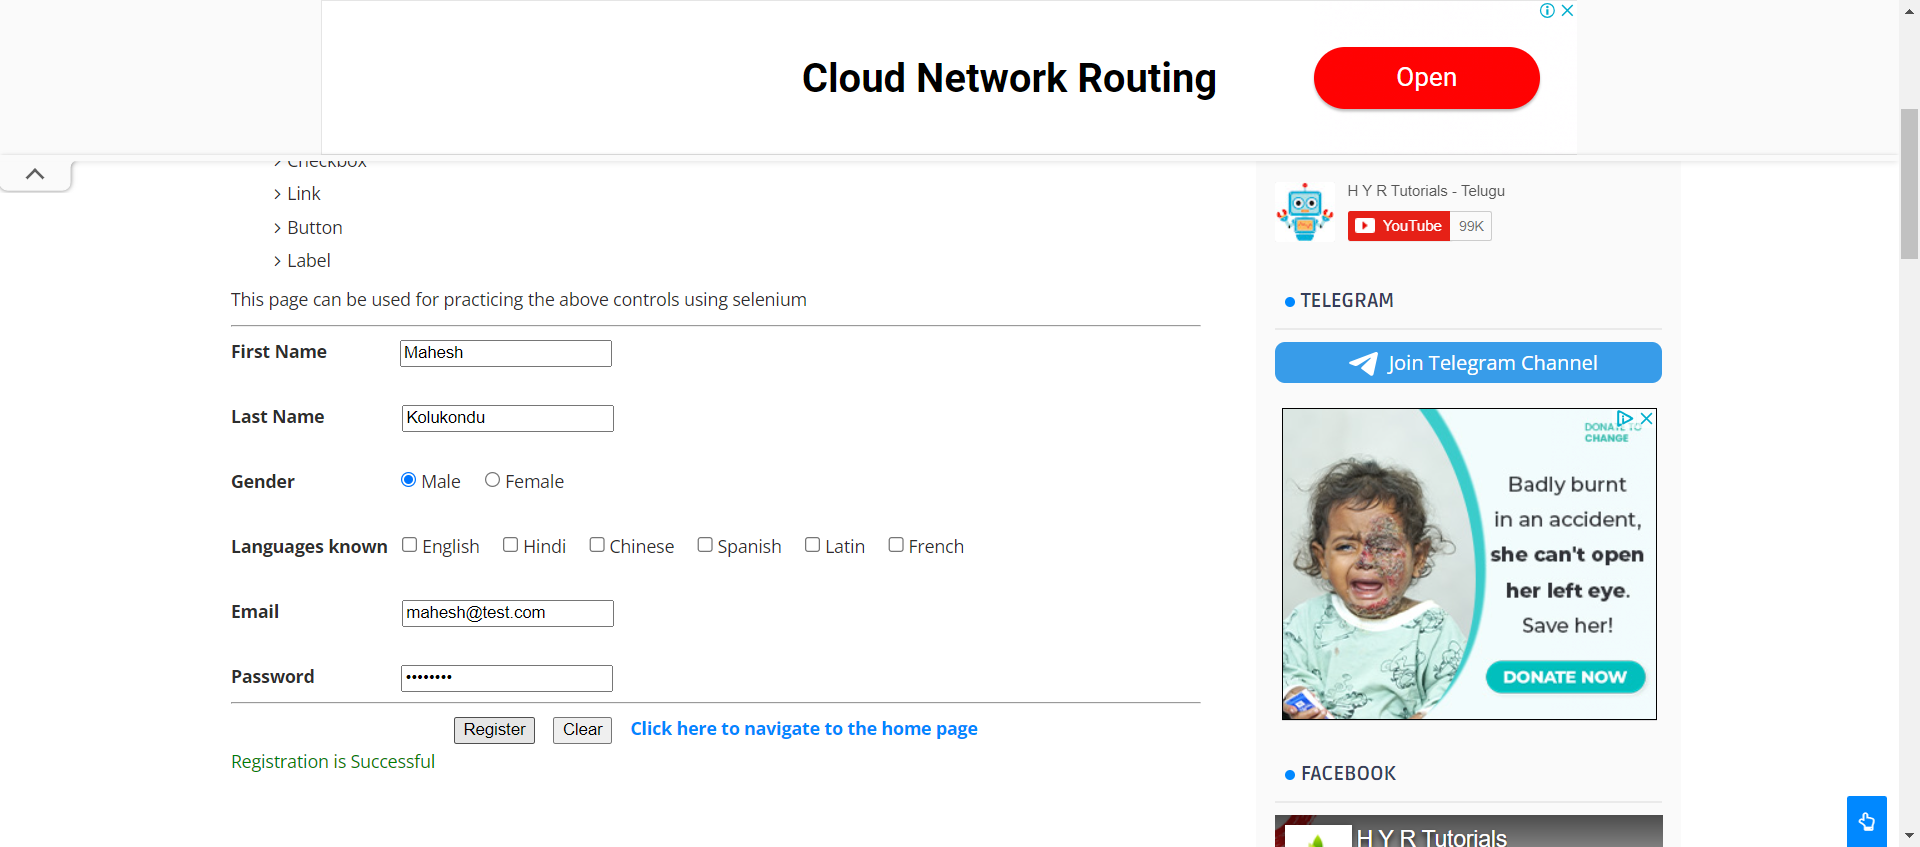 Cloud Network Routing
Open
Checkbox
Link
Button
Label
This page can be used for practicing the above controls using selenium
First Name
Mahesh
Last Name
Kolukondu
Gender
Male Female
Languages known
English Hindi Chinese Spanish Latin French
Email
mahesh@test.com
Password
••••••••
Register Clear Click here to navigate to the home page
Registration is Successful
H Y R Tutorials - Telugu
YouTube 99K
TELEGRAM
Join Telegram Channel
DONATE TO
CHANGE
Badly burnt
in an accident,
she can't open
her left eye.
Save her!
DONATE NOW
FACEBOOK
H Y R Tutorials